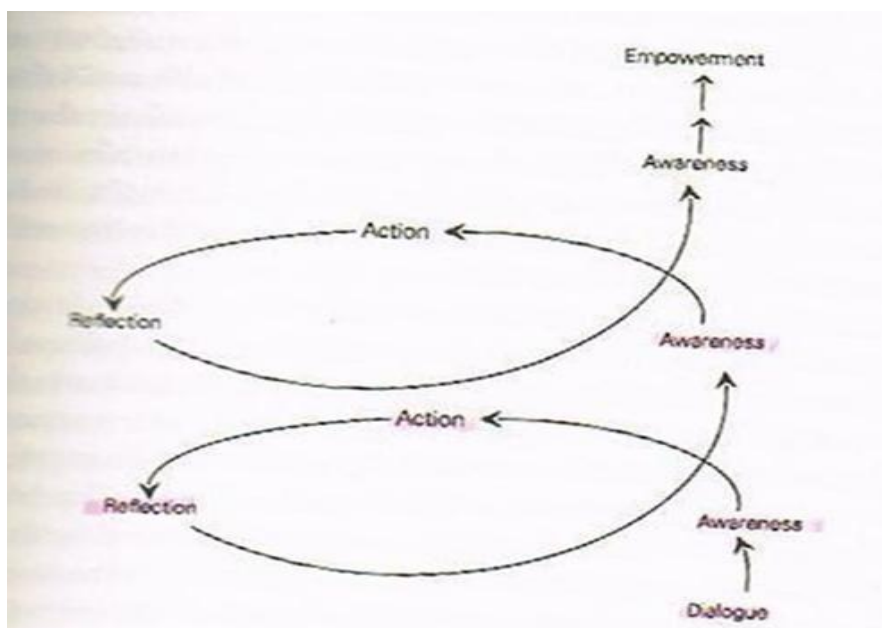 Empowerment
Awareness
Action
Reflection
Awareness
Action
Reflection
Awareness
Dialogue